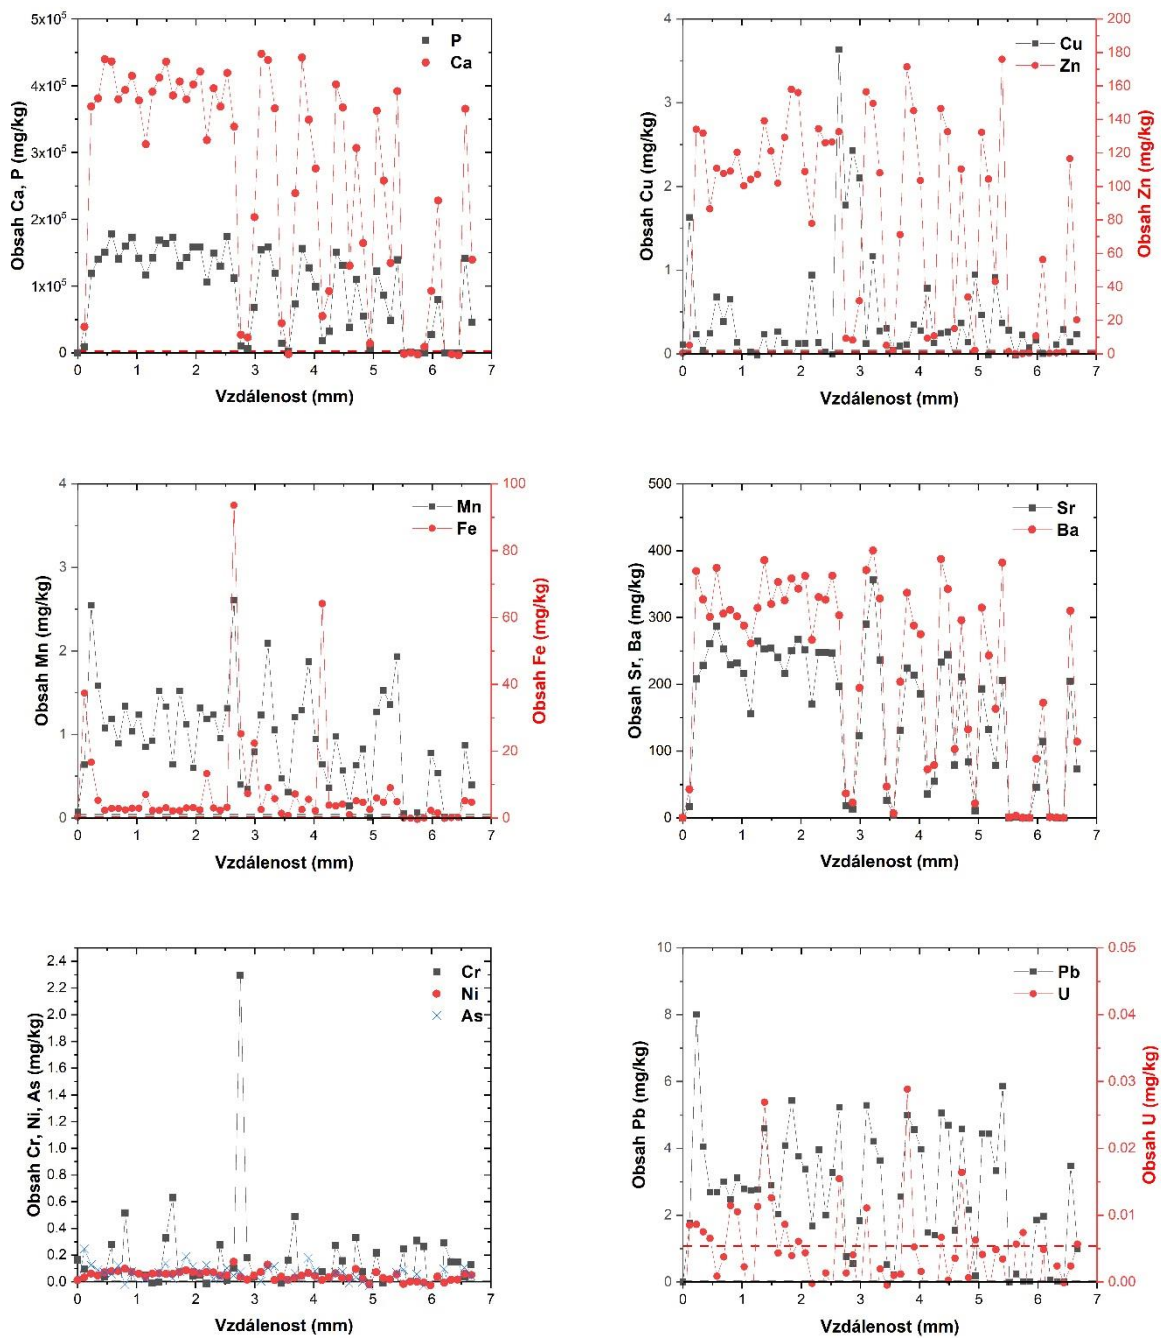 5x10⁵
4x10⁵
3x10⁵
2x10⁵
1x10⁵
0
0 1 2 3 4 5 6 7
Obsah Ca, P (mg/kg)
Vzdálenost (mm)
P
Ca
4
3
2
1
0
0 1 2 3 4 5 6 7
200
180
160
140
120
100
80
60
40
20
0
Obsah Cu (mg/kg)
Obsah Zn (mg/kg)
Vzdálenost (mm)
Cu
Zn
4
3
2
1
0
0 1 2 3 4 5 6 7
100
80
60
40
20
0
Obsah Mn (mg/kg)
Obsah Fe (mg/kg)
Vzdálenost (mm)
Mn
Fe
500
400
300
200
100
0
0 1 2 3 4 5 6 7
Obsah Sr, Ba (mg/kg)
Vzdálenost (mm)
Sr
Ba
2.4
2.2
2.0
1.8
1.6
1.4
1.2
1.0
0.8
0.6
0.4
0.2
0.0
0 1 2 3 4 5 6 7
Obsah Cr, Ni, As (mg/kg)
Vzdálenost (mm)
Cr
Ni
As
10
8
6
4
2
0
0 1 2 3 4 5 6 7
0.05
0.04
0.03
0.02
0.01
0.00
Obsah Pb (mg/kg)
Obsah U (mg/kg)
Vzdálenost (mm)
Pb
U